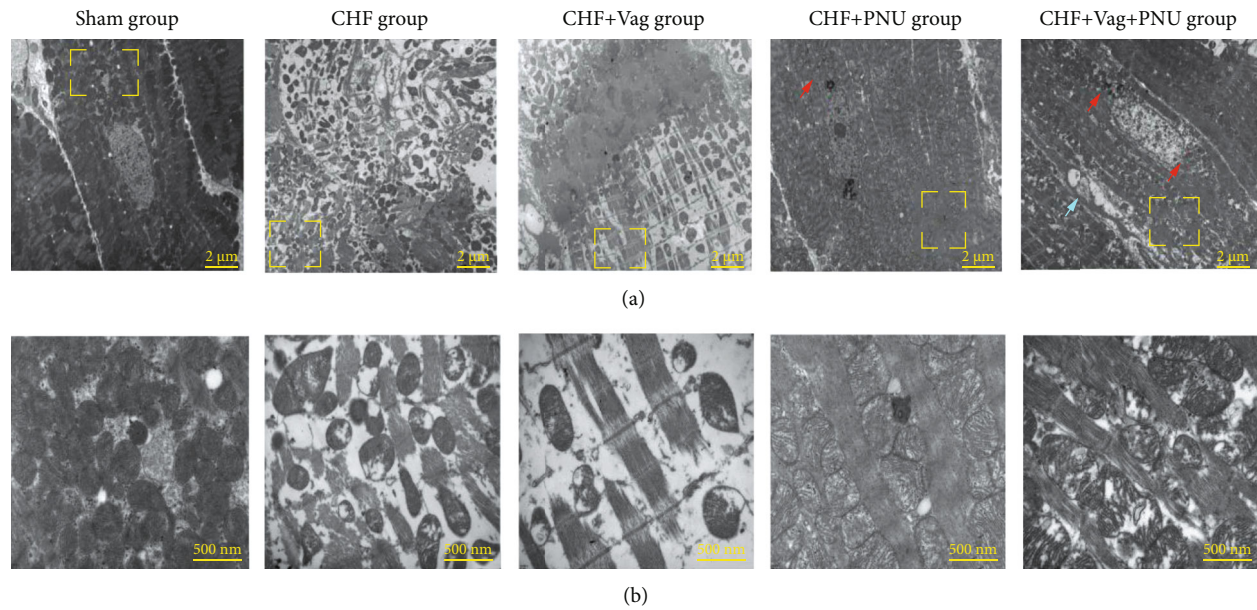 Sham group CHF group CHF+Vag group CHF+PNU group CHF+Vag+PNU group
2 μm 2 μm 2 μm 2 μm 2 μm
(a)
500 nm 500 nm 500 nm 500 nm 500 nm
(b)